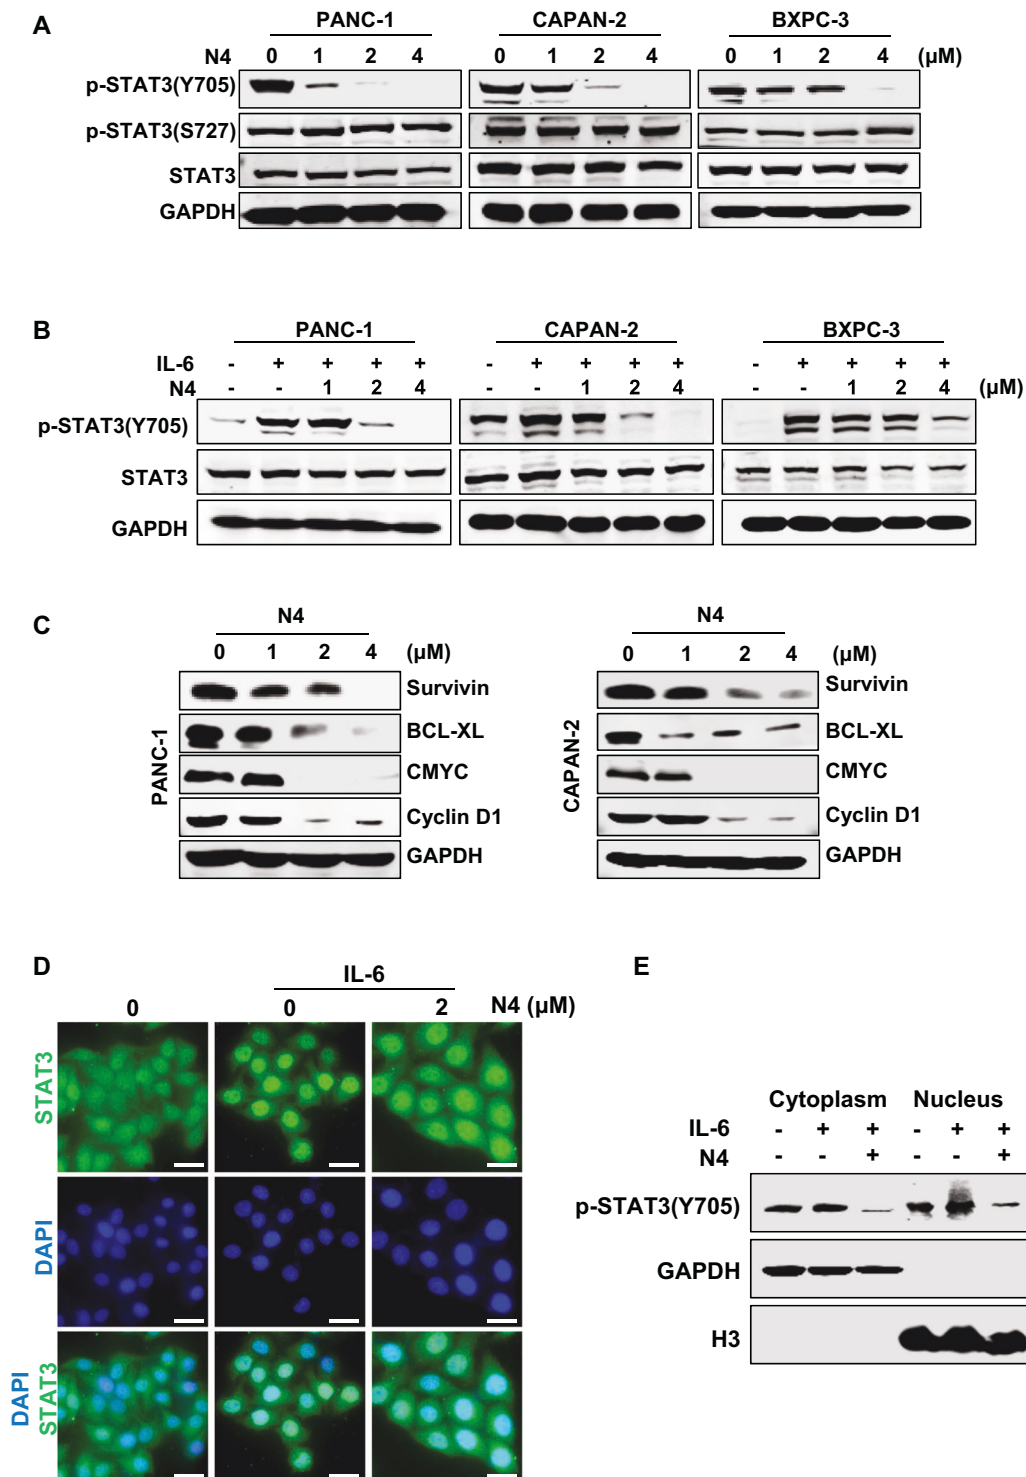 A
PANC-1 CAPAN-2 BXPC-3
N4 0 1 2 4 0 1 2 4 0 1 2 4 (µM)
p-STAT3(Y705)
p-STAT3(S727)
STAT3
GAPDH
B
PANC-1 CAPAN-2 BXPC-3
IL-6 - + + + + - + + + + - + + + +
N4 - - 1 2 4 - - 1 2 4 - - 1 2 4 (µM)
p-STAT3(Y705)
STAT3
GAPDH
C
N4
0 1 2 4 (µM)
PANC-1
Survivin
BCL-XL
CMYC
Cyclin D1
GAPDH
N4
0 1 2 4 (µM)
CAPAN-2
Survivin
BCL-XL
CMYC
Cyclin D1
GAPDH
D
IL-6
0 0 2 N4 (µM)
STAT3
DAPI
DAPI
STAT3
E
Cytoplasm Nucleus
IL-6 - + + - + +
N4 - - + - - +
p-STAT3(Y705)
GAPDH
H3